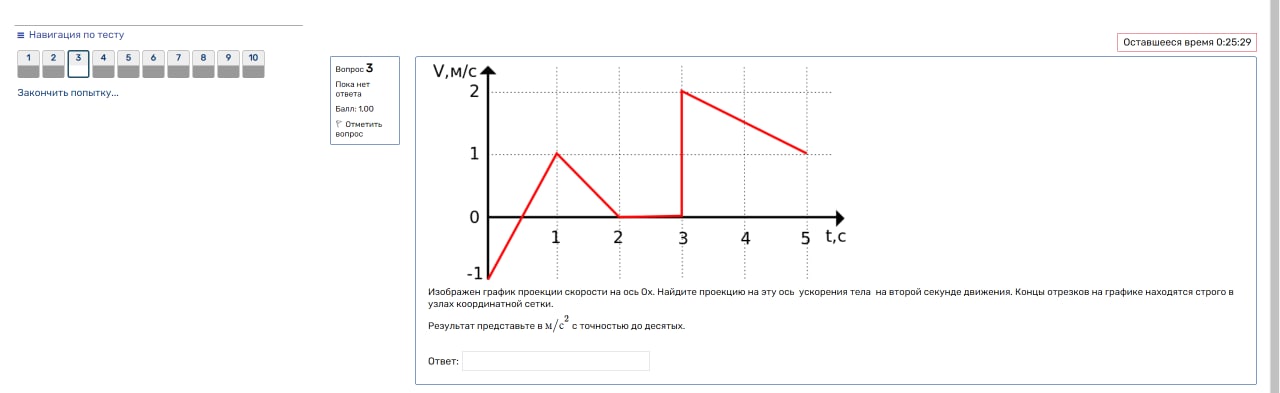 Навигация по тесту
1 2 3 4 5 6 7 8 9 10
Закончить попытку...
Оставшееся время 0:25:29
Вопрос 3
Пока нет
ответа
Балл: 1,00
Отметить
вопрос
V,м/с
2
1
0
-1
1 2 3 4 5 t,с
Изображен график проекции скорости на ось Ox. Найдите проекцию на эту ось ускорения тела на второй секунде движения. Концы отрезков на графике находятся строго в
узлах координатной сетки.
Результат представьте в м/с² с точностью до десятых.
Ответ: